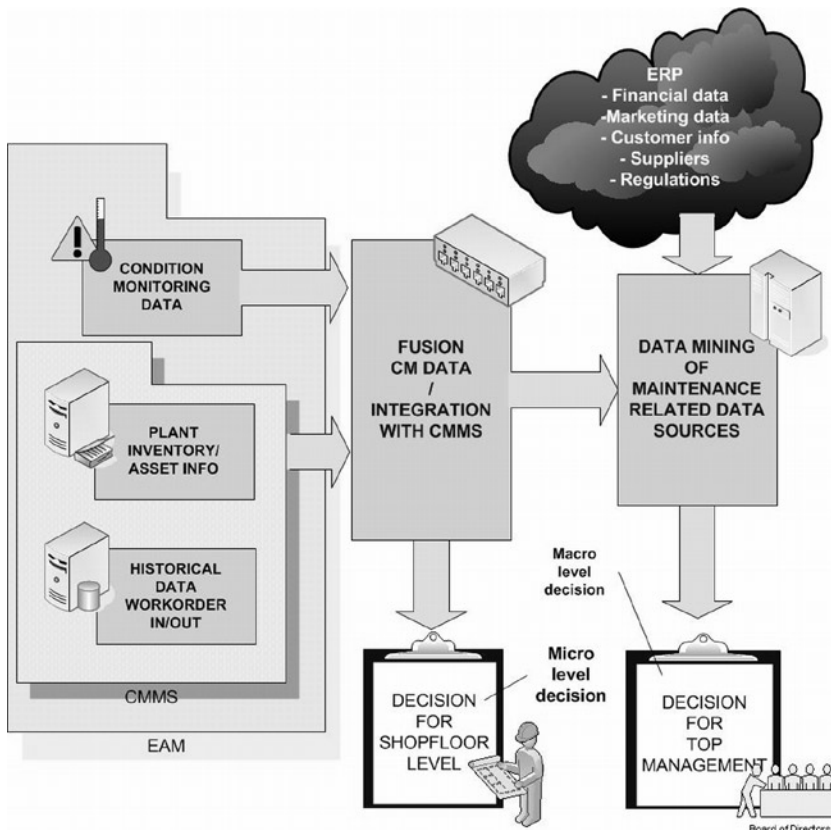 ERP
- Financial data
-Marketing data
- Customer info
- Suppliers
- Regulations
CONDITION
MONITORING
DATA
PLANT
INVENTORY/
ASSET INFO
HISTORICAL
DATA
WORKORDER
IN/OUT
CMMS
EAM
FUSION
CM DATA
/
INTEGRATION
WITH CMMS
DATA MINING
OF
MAINTENANCE
RELATED DATA
SOURCES
Micro
level
decision
DECISION
FOR
SHOPFLOOR
LEVEL
Macro
level
decision
DECISION
FOR
TOP
MANAGEMENT
Board of Directors